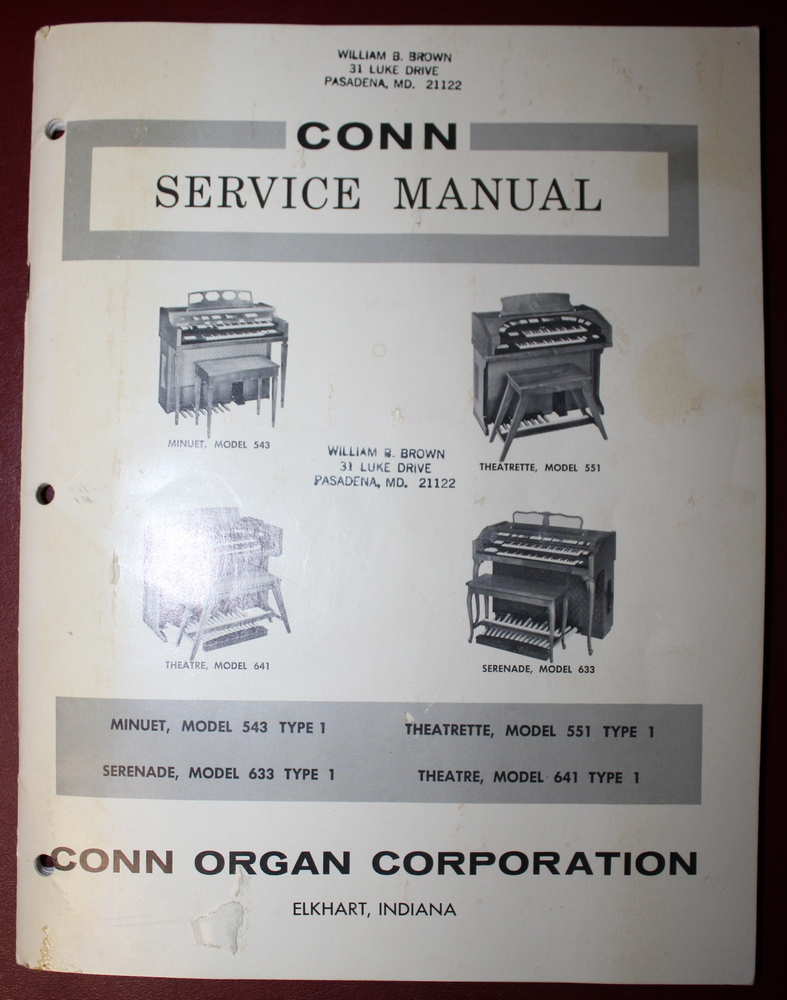 WILLIAM B. BROWN
31 LUKE DRIVE
PASADENA, MD. 21122
CONN
SERVICE MANUAL
MINUET, MODEL 543
THEATRETTE, MODEL 551
WILLIAM B. BROWN
31 LUKE DRIVE
PASADENA, MD. 21122
THEATRE, MODEL 641
SERENADE, MODEL 633
MINUET, MODEL 543 TYPE 1
THEATRETTE, MODEL 551 TYPE 1
SERENADE, MODEL 633 TYPE 1
THEATRE, MODEL 641 TYPE 1
CONN ORGAN CORPORATION
ELKHART, INDIANA